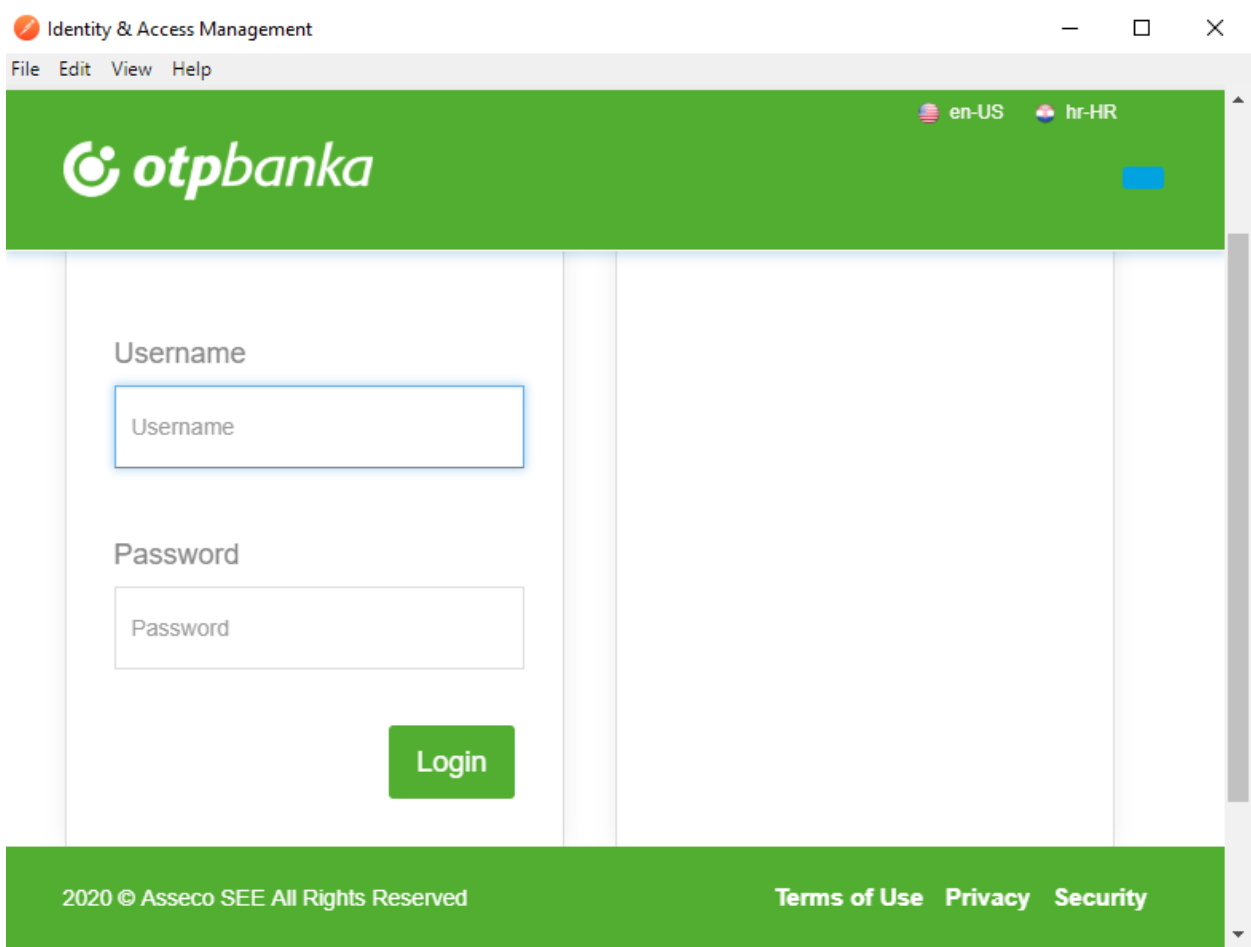 Identity & Access Management
File Edit View Help
en-US hr-HR
otpbanka
Username
Username
Password
Password
Login
2020 © Asseco SEE All Rights Reserved
Terms of Use Privacy Security